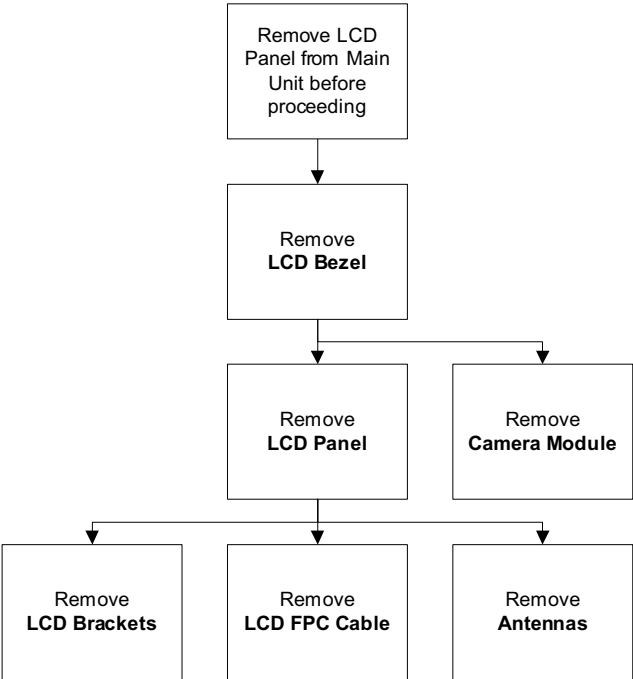 Remove LCD
Panel from Main
Unit before
proceeding
Remove
LCD Bezel
Remove
LCD Panel
Remove
Camera Module
Remove
LCD Brackets
Remove
LCD FPC Cable
Remove
Antennas